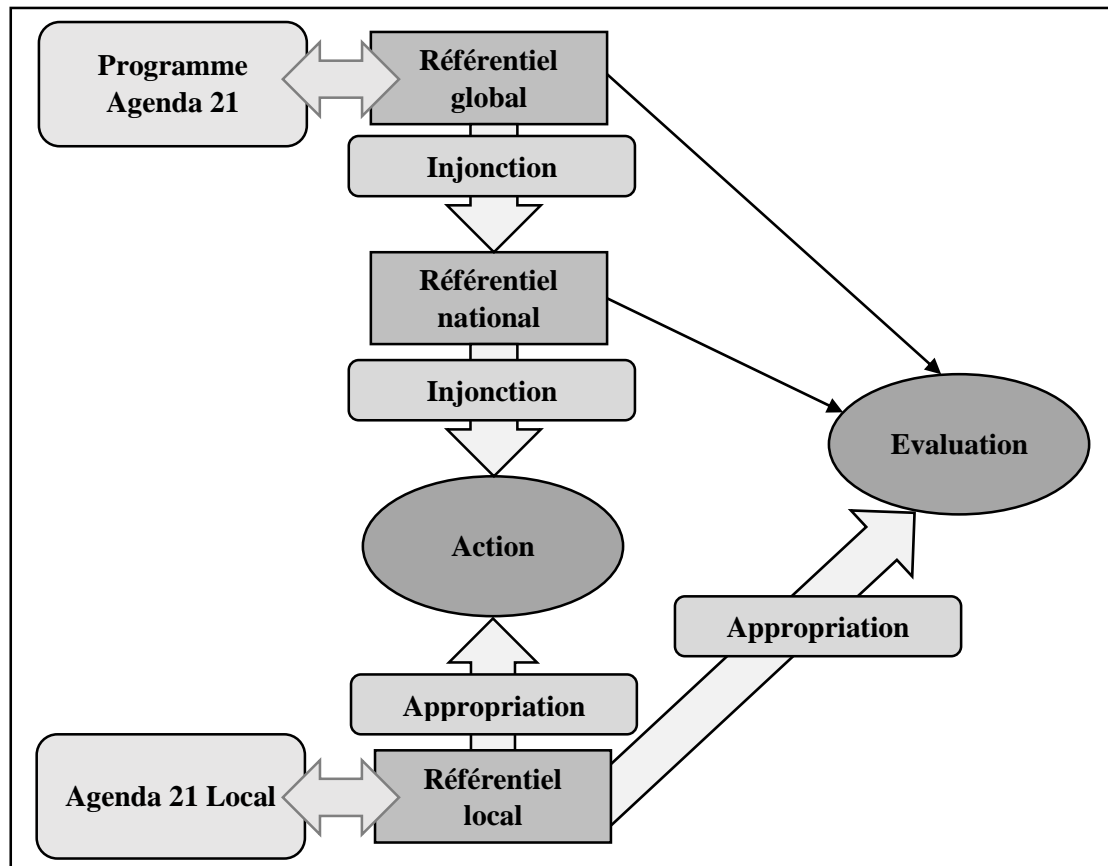 Programme
Agenda 21
Référentiel
global
Injonction
Référentiel
national
Injonction
Evaluation
Action
Appropriation
Appropriation
Agenda 21 Local
Référentiel
local